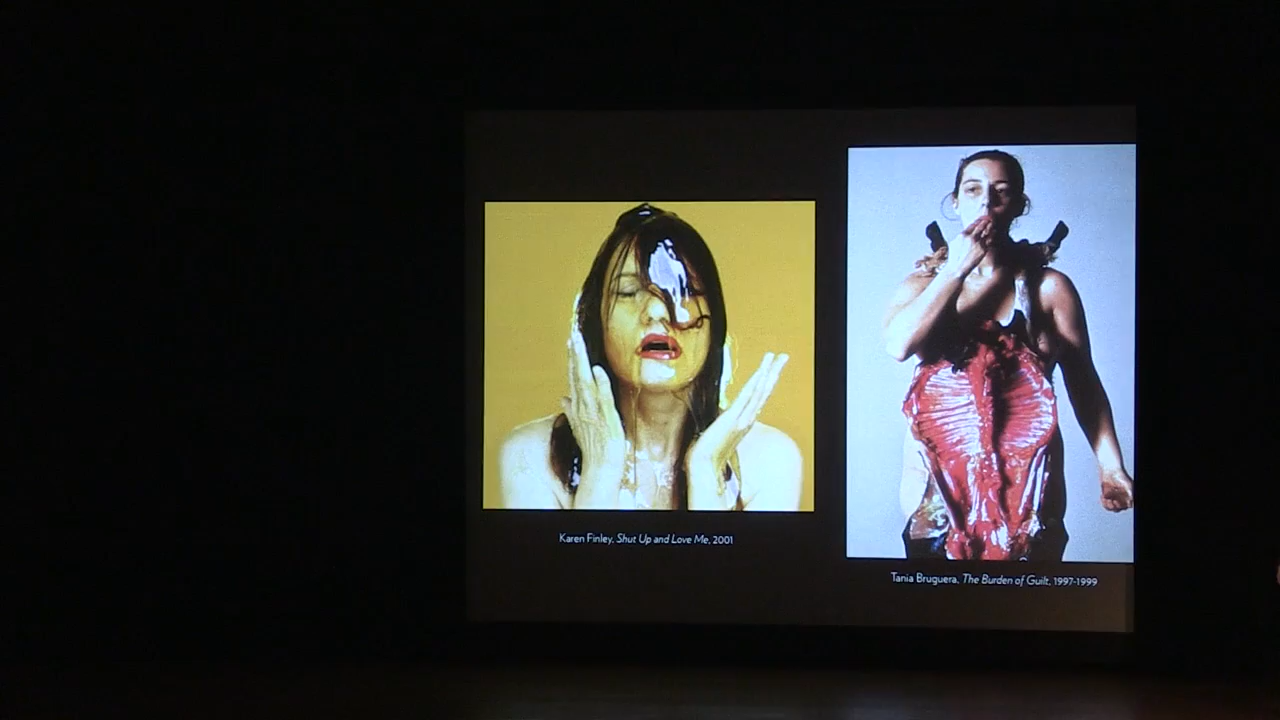 Karen Finley, Shut Up and Love Me, 2001
Tania Bruguera, The Burden of Guilt, 1997-1999